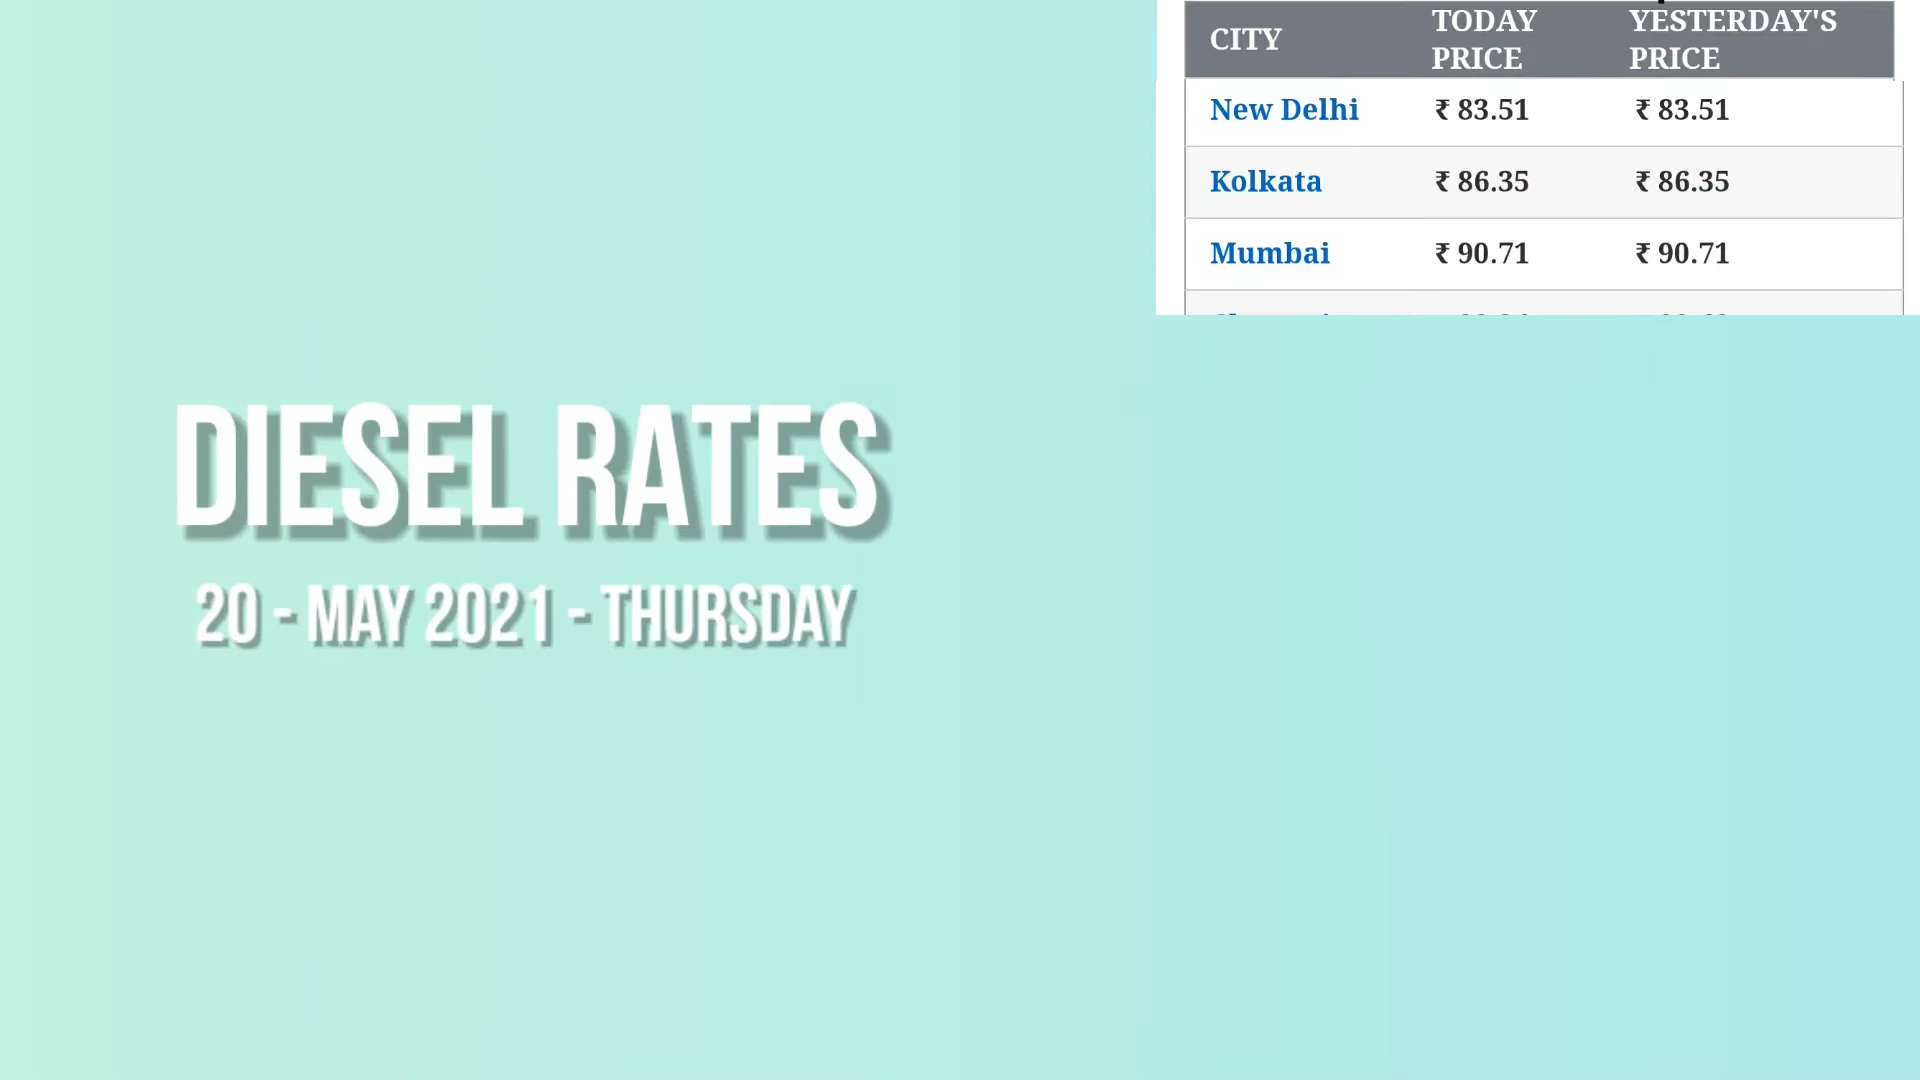 CITY TODAY PRICE YESTERDAY'S PRICE
New Delhi ₹ 83.51 ₹ 83.51
Kolkata ₹ 86.35 ₹ 86.35
Mumbai ₹ 90.71 ₹ 90.71
DIESEL RATES
20 - MAY 2021 - THURSDAY